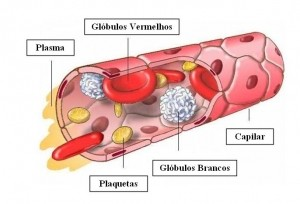 Glóbulos Vermelhos
Plasma
Capilar
Glóbulos Brancos
Plaquetas